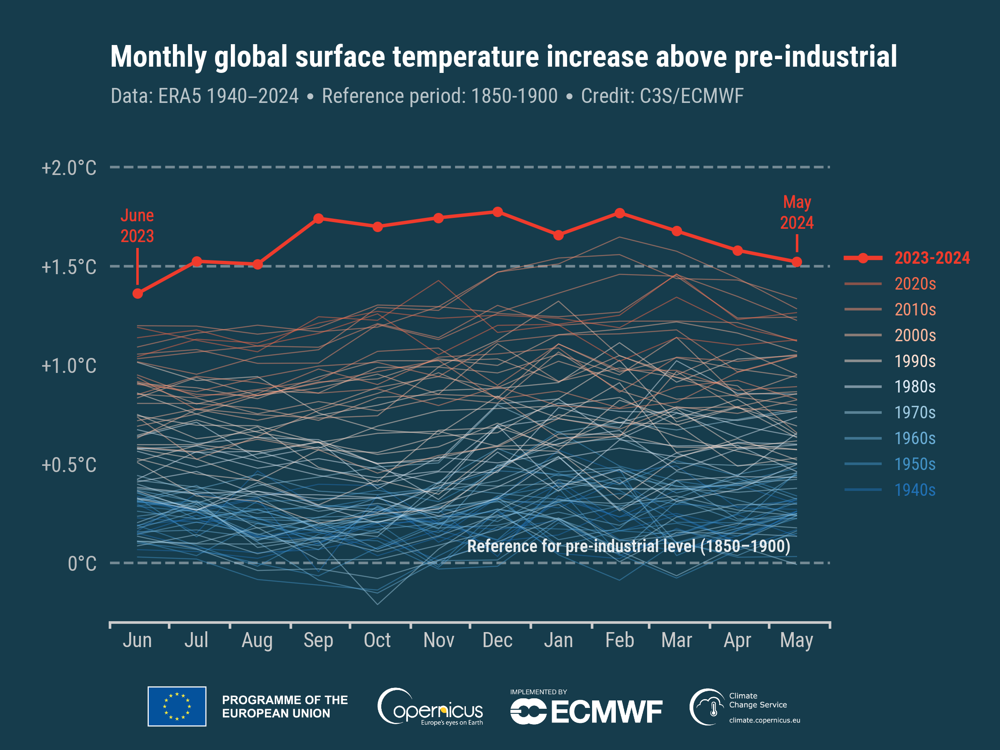 Monthly global surface temperature increase above pre-industrial
Data: ERA5 1940–2024 • Reference period: 1850-1900 • Credit: C3S/ECMWF
+2.0°C
+1.5°C
+1.0°C
+0.5°C
0°C
June
2023
May
2024
2023-2024
2020s
2010s
2000s
1990s
1980s
1970s
1960s
1950s
1940s
Reference for pre-industrial level (1850–1900)
Jun Jul Aug Sep Oct Nov Dec Jan Feb Mar Apr May
PROGRAMME OF THE
EUROPEAN UNION
opernicus
Europe's eyes on Earth
IMPLEMENTED BY
ECMWF
Climate
Change Service
climate.copernicus.eu